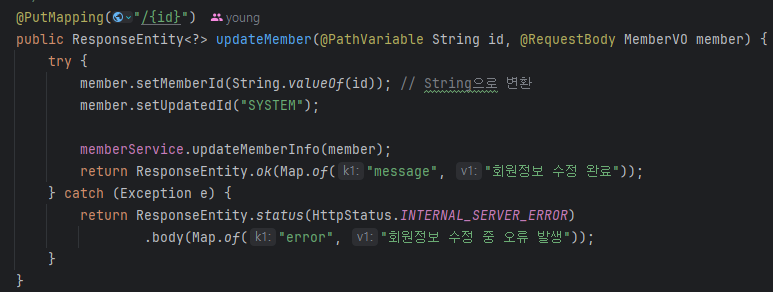 @PutMapping("/{id}") young
public ResponseEntity<?> updateMember(@PathVariable String id, @RequestBody MemberVO member) {
    try {
        member.setMemberId(String.valueOf(id)); // String으로 변환
        member.setUpdatedId("SYSTEM");

        memberService.updateMemberInfo(member);
        return ResponseEntity.ok(Map.of( k1: "message", v1: "회원정보 수정 완료"));
    } catch (Exception e) {
        return ResponseEntity.status(HttpStatus.INTERNAL_SERVER_ERROR)
                .body(Map.of( k1: "error", v1: "회원정보 수정 중 오류 발생"));
    }
}